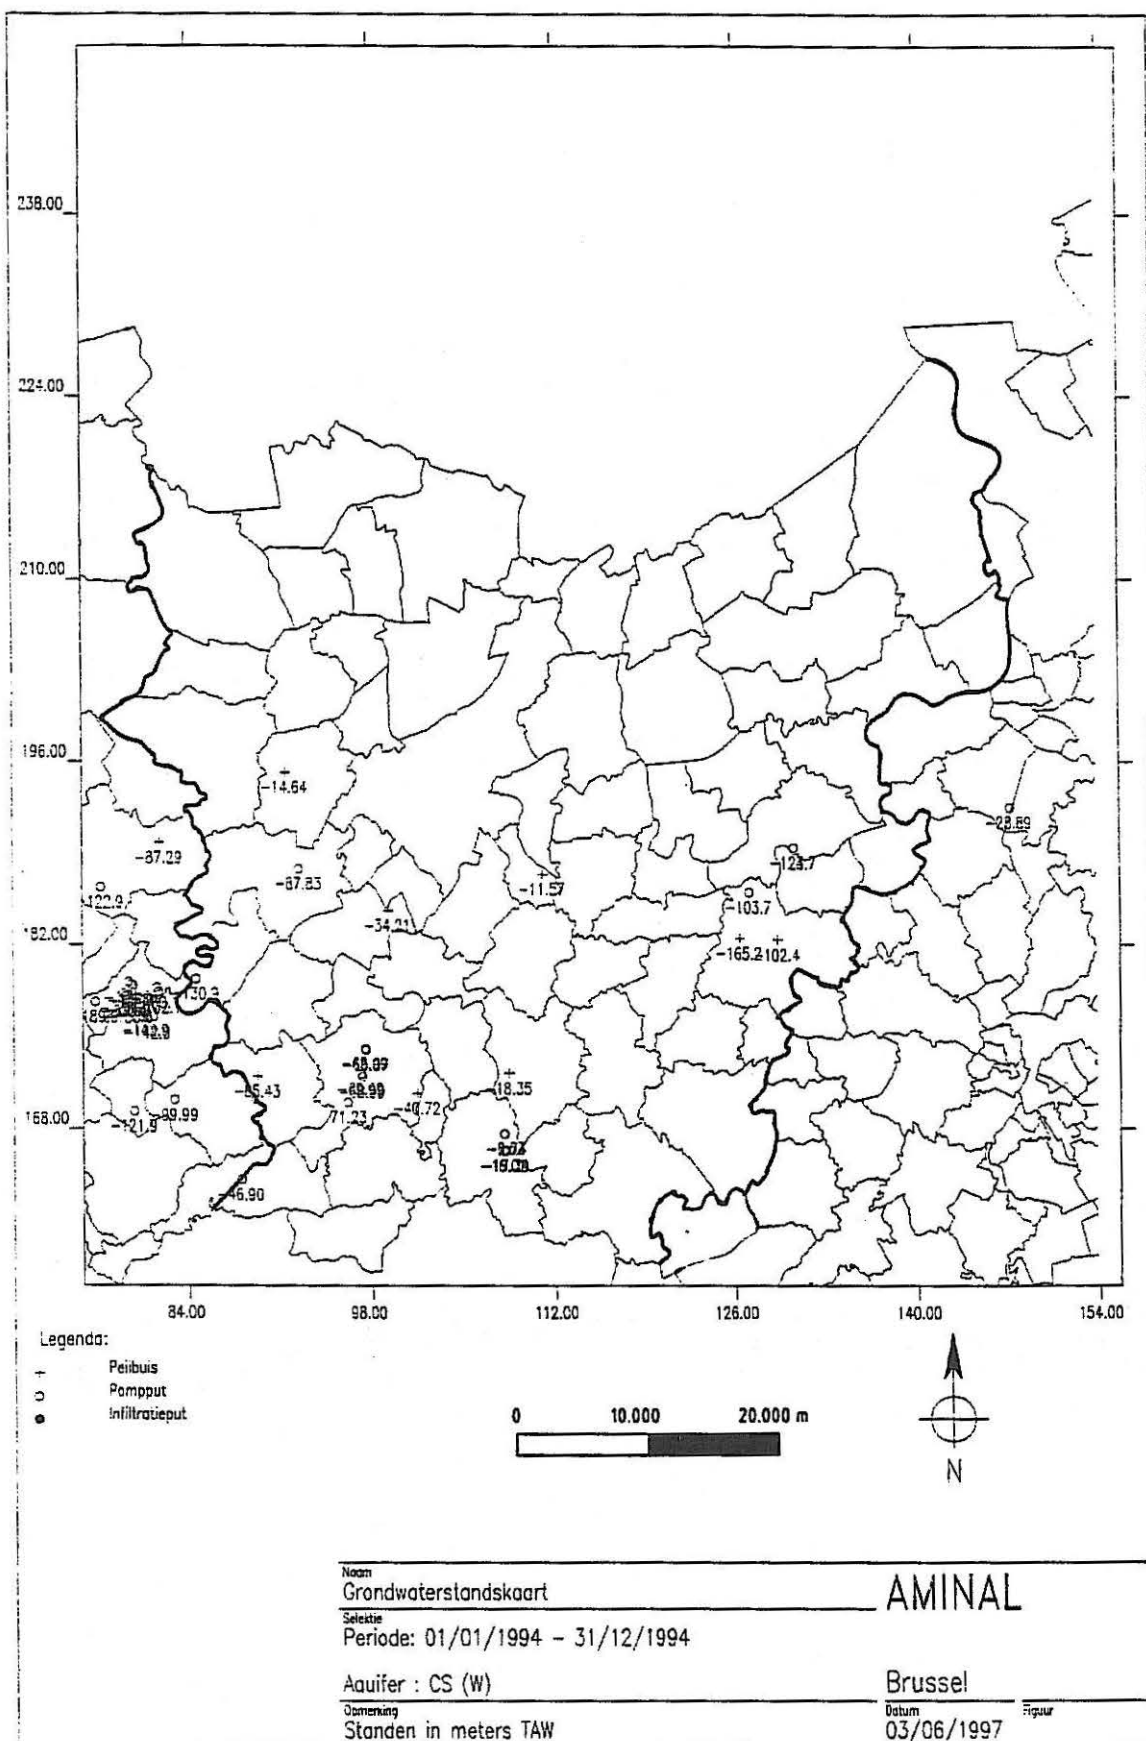 238.00
224.00
210.00
196.00
-14.64
-23.89
-87.29
-124.7
-87.83
-11.57
-122.9
-103.7
-34.21
182.00
-165.2
-102.4
-130.3
-65.43
-18.35
71.23
-40.72
-99.99
-121.9
168.00
-46.90
84.00
98.00
112.00
126.00
140.00
154.00
Legenda:
Peilbuis
Pompput
Infiltratieput
0
10.000
20.000 m
N
Naam
Grondwaterstandskaart
AMINAL
Selektie
Periode: 01/01/1994 - 31/12/1994
Aquifer : CS (W)
Brussel
Opmerking
Datum
Figuur
Standen in meters TAW
03/06/1997